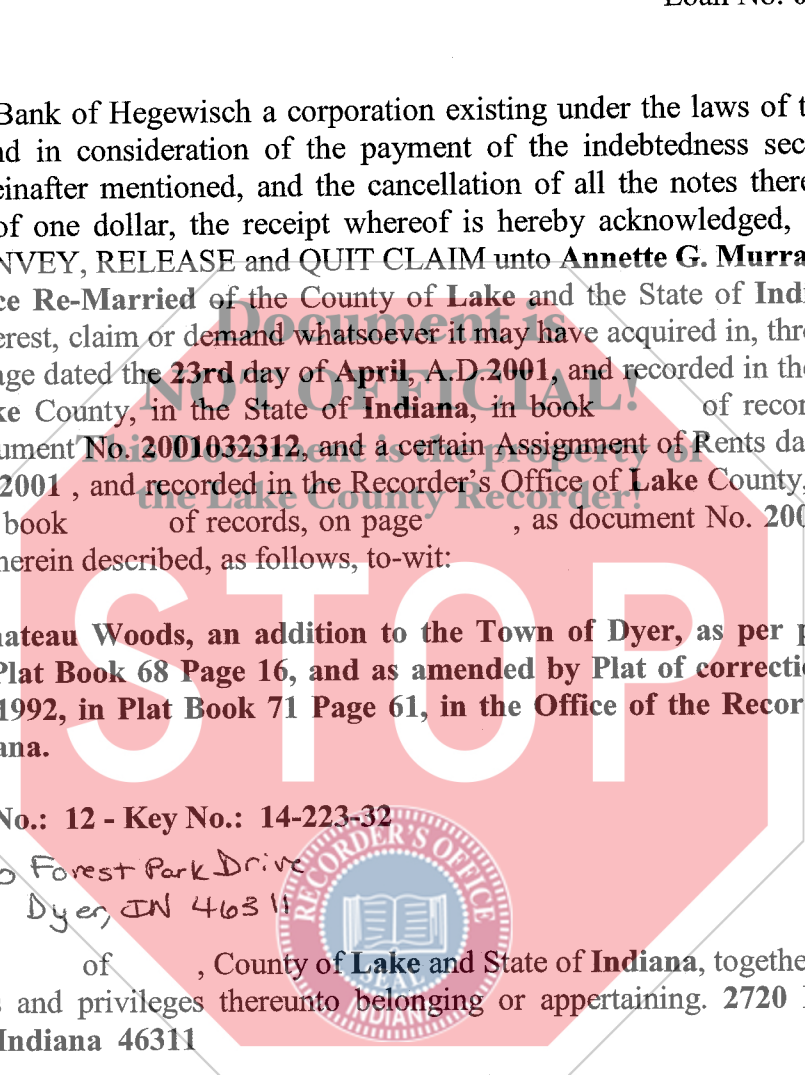 Loan No. 0
Bank of Hegewisch a corporation existing under the laws of t
nd in consideration of the payment of the indebtedness sec
einafter mentioned, and the cancellation of all the notes there
of one dollar, the receipt whereof is hereby acknowledged,
NVEY, RELEASE and QUIT CLAIM unto Annette G. Murra
ce Re-Married of the County of Lake and the State of Indi
erest, claim or demand whatsoever it may have acquired in, thro
Document is
age dated the 23rd day of April, A.D.2001, and recorded in the
NOT OFFICIAL!
ke County, in the State of Indiana, in book of recor
ument No. 2001032312, and a certain Assignment of Rents da
This Document is the property of
2001 , and recorded in the Recorder's Office of Lake County,
the Lake County Recorder!
book of records, on page , as document No. 200
herein described, as follows, to-wit:
STOP
nateau Woods, an addition to the Town of Dyer, as per p
Plat Book 68 Page 16, and as amended by Plat of correcti
1992, in Plat Book 71 Page 61, in the Office of the Recor
ana.
No.: 12 - Key No.: 14-223-32
o Forest Park Drive
Dyer, IN 46311
RECORDER'S OFFICE
SEAL
INDIANA
of , County of Lake and State of Indiana, togethe
s and privileges thereunto belonging or appertaining. 2720
Indiana 46311